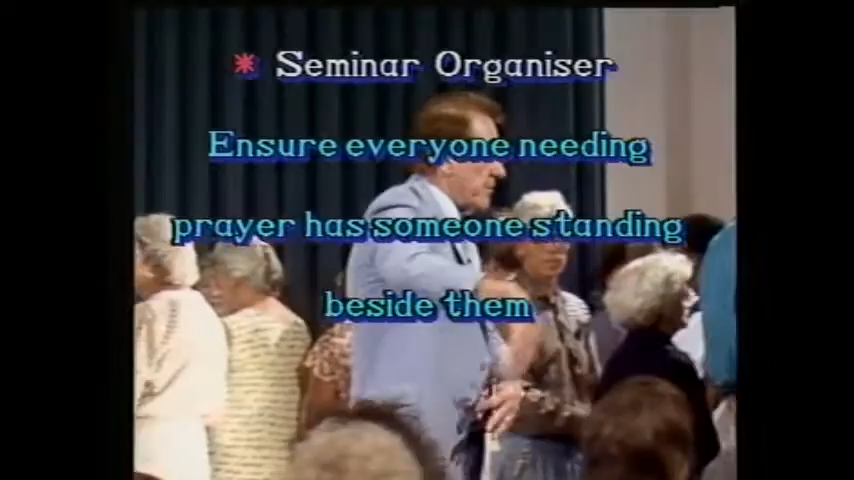 * Seminar Organiser
Ensure everyone needing
prayer has someone standing
beside them